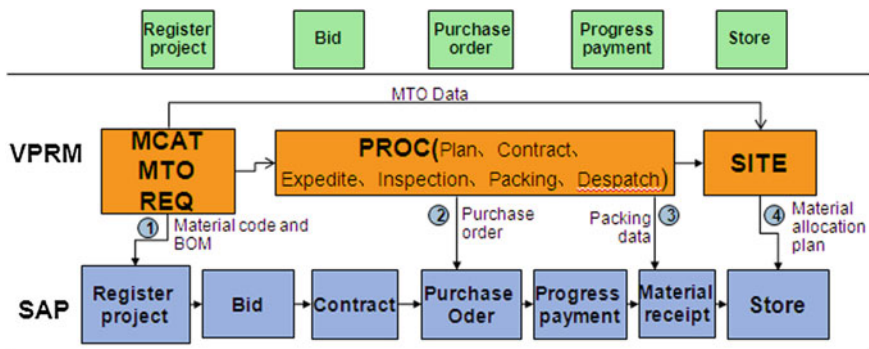 Register
project
Bid
Purchase
order
Progress
payment
Store
MTO Data
VPRM
MCAT
MTO
REQ
PROC(Plan、Contract、
Expedite、Inspection、Packing、Despatch)
SITE
1
Material code and
BOM
2
Purchase
order
Packing
data
3
4
Material
allocation
plan
SAP
Register
project
Bid
Contract
Purchase
Oder
Progress
payment
Material
receipt
Store